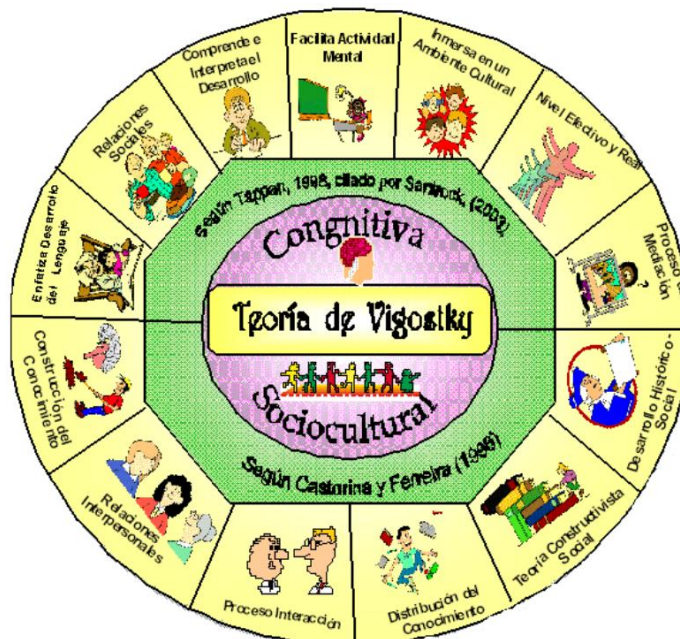 Facilita Actividad
Mental
Inmersa en un
Ambiente Cultural
Nivel Efectivo y Real
Proceso de
Mediación
Desarrollo Histórico -
Social
Teoría Constructivista
Social
Distribución del
Conocimiento
Proceso Interacción
Relaciones
Interpersonales
Construcción del
Conocimiento
Enfatiza Desarrollo
del Lenguaje
Relaciones
Sociales
Comprende e
Interpreta el
Desarrollo
Según Tappan, 1998, citado por Santrock, (2003)
Congnitiva
Teoría de Vigostky
Sociocultural
Según Castorina y Ferreira (1996)